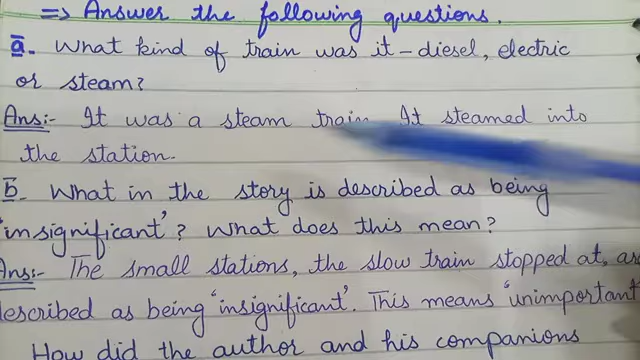 => Answer the following questions.
a. What kind of train was it - diesel, electric
or steam?
Ans:- It was a steam train. It steamed into
the station.
b. What in the story is described as being
'insignificant'? What does this mean?
Ans:- The small stations, the slow train stopped at, are
described as being 'insignificant'. This means 'unimportant
How did the author and his companions